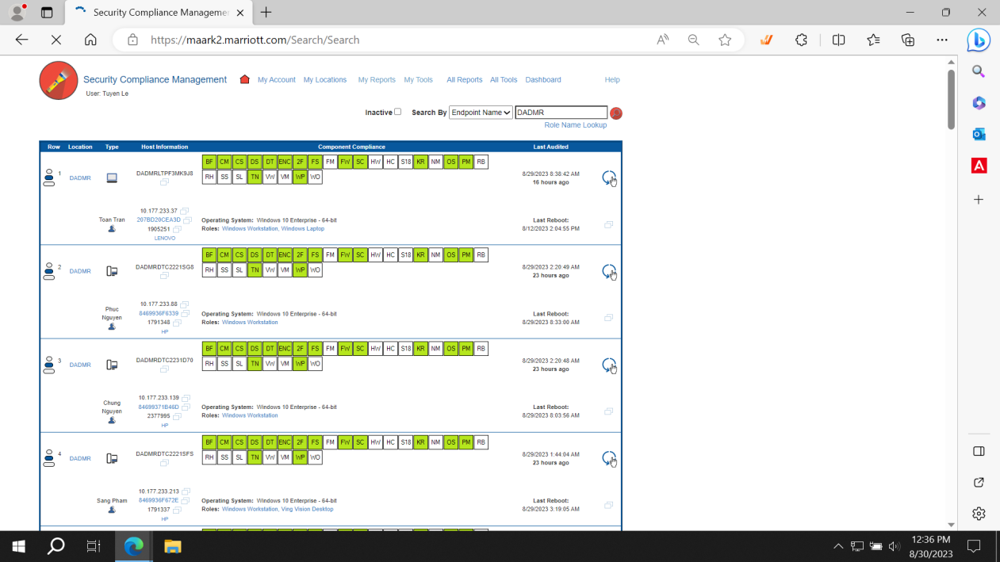 Security Compliance Managemen
https://maark2.marriott.com/Search/Search
Security Compliance Management My Account My Locations My Reports My Tools All Reports All Tools Dashboard Help
User: Tuyen Le
Inactive Search By Endpoint Name DADMR
Role Name Lookup
Row Location Type Host Information Component Compliance Last Audited
BF CM CS DS DT ENC 2F FS FM FW SC HW HC S18 KR NM OS PM RB
1 DADMR DADMRLTPF3MK9J8 8/29/2023 8:38:42 AM
RH SS SL TN VW VM WP WO 16 hours ago
10.177.233.37
Toan Tran 207BD20CEA3D Operating System: Windows 10 Enterprise - 64-bit Last Reboot:
1905251 Roles: Windows Workstation, Windows Laptop 8/12/2023 2:04:55 PM
LENOVO
BF CM CS DS DT ENC 2F FS FM FW SC HW HC S18 KR NM OS PM RB
2 DADMR DADMRDTC2221SG8 8/29/2023 2:20:49 AM
RH SS SL TN VW VM WP WO 23 hours ago
10.177.233.88
Phuc Nguyen 8469936F6339 Operating System: Windows 10 Enterprise - 64-bit Last Reboot:
1791348 Roles: Windows Workstation 8/29/2023 8:33:00 AM
HP
BF CM CS DS DT ENC 2F FS FM FW SC HW HC S18 KR NM OS PM RB
3 DADMR DADMRDTC2231D70 8/29/2023 2:20:48 AM
RH SS SL TN VW VM WP WO 23 hours ago
10.177.233.139
Chung Nguyen 84699371B46D Operating System: Windows 10 Enterprise - 64-bit Last Reboot:
2377995 Roles: Windows Workstation 8/29/2023 8:03:56 AM
HP
BF CM CS DS DT ENC 2F FS FM FW SC HW HC S18 KR NM OS PM RB
4 DADMR DADMRDTC2221SFS 8/29/2023 1:44:04 AM
RH SS SL TN VW VM WP WO 23 hours ago
10.177.233.213
Sang Pham 8469936F672E Operating System: Windows 10 Enterprise - 64-bit Last Reboot:
1791337 Roles: Windows Workstation, Ving Vision Desktop 8/29/2023 3:19:05 AM
HP
12:36 PM
8/30/2023